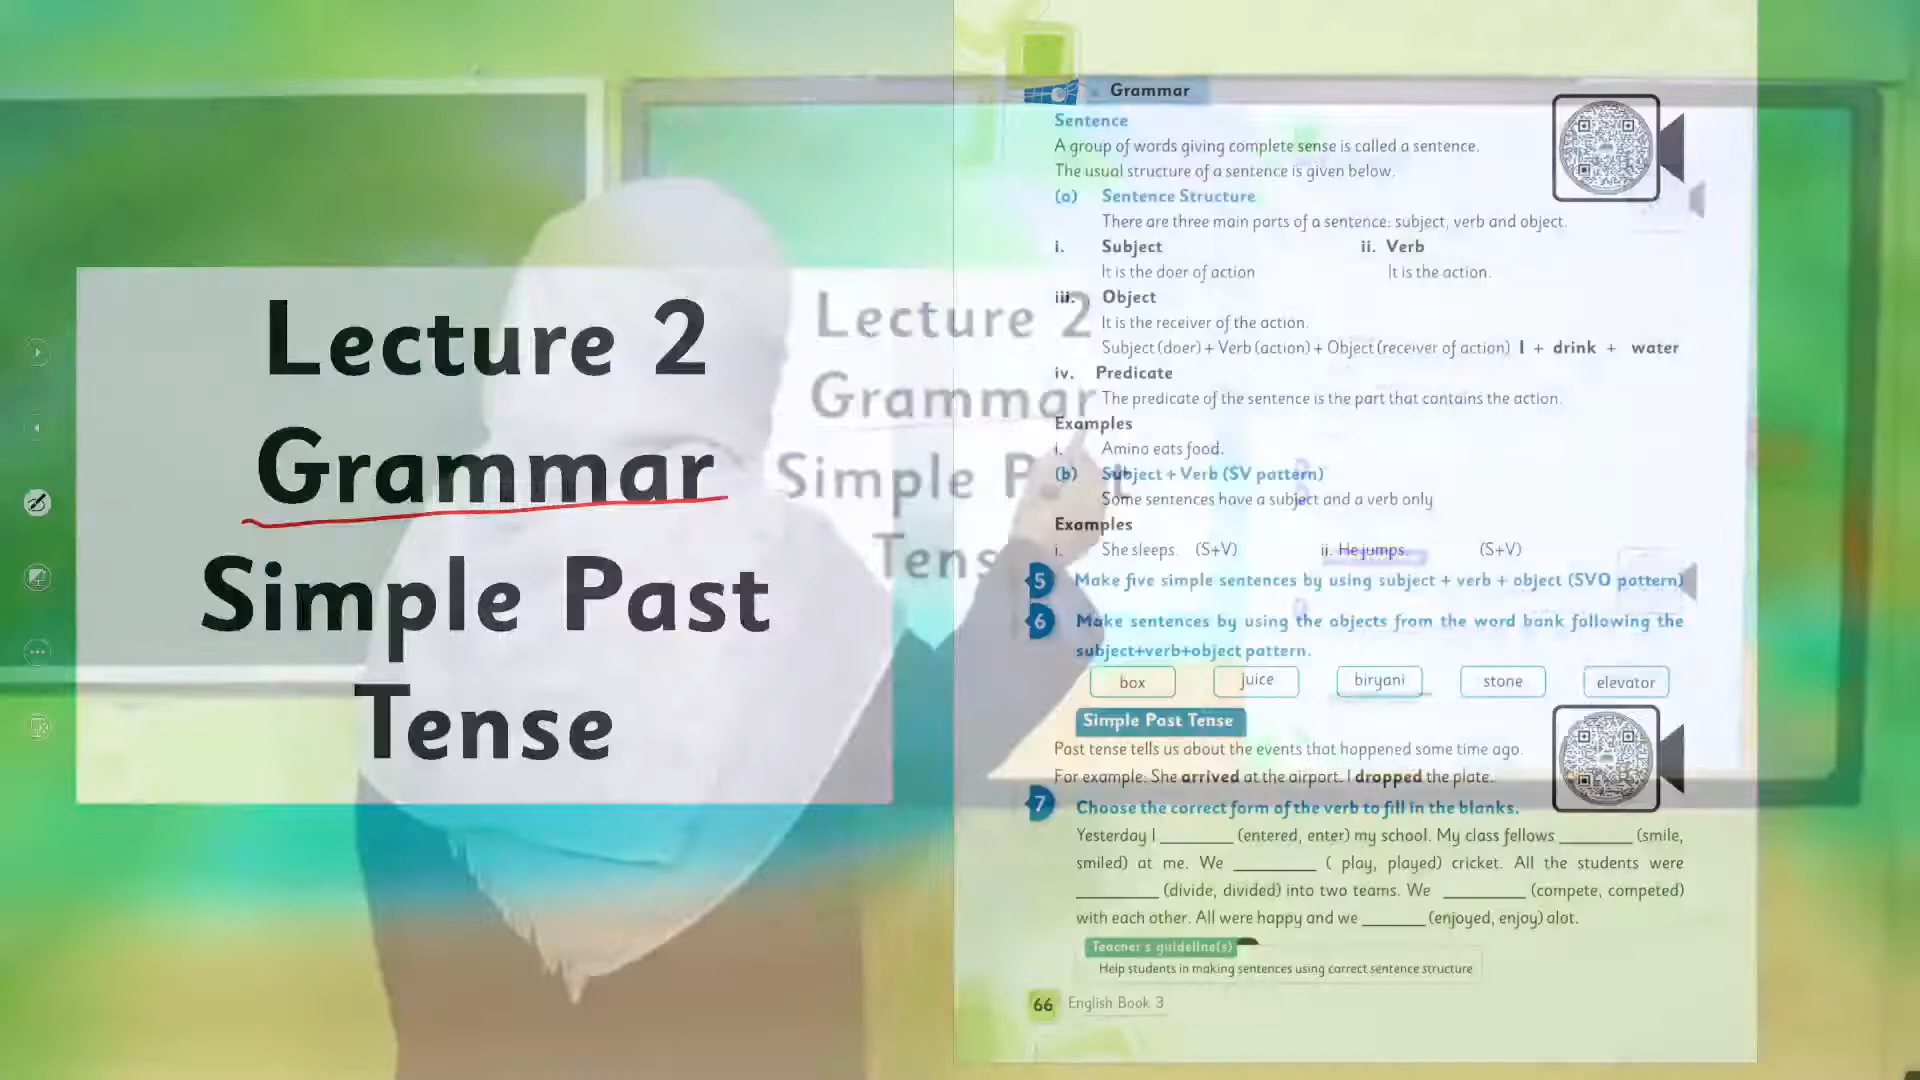 Lecture 2
Grammar
Simple Past
Tense
Lecture 2
Grammar
Simple
Grammar
Sentence
A group of words giving complete sense is called a sentence.
The usual structure of a sentence is given below.
(a) Sentence Structure
There are three main parts of a sentence: subject, verb and object.
i. Subject ii. Verb
It is the doer of action It is the action.
iii. Object
It is the receiver of the action.
Subject (doer) + Verb (action) + Object (receiver of action) I + drink + water
iv. Predicate
The predicate of the sentence is the part that contains the action.
Examples
i. Amina eats food.
(b) Subject + Verb (SV pattern)
Some sentences have a subject and a verb only
Examples
i. She sleeps. (S+V) ii. He jumps. (S+V)
5 Make five simple sentences by using subject + verb + object (SVO pattern)
6 Make sentences by using the objects from the word bank following the
subject+verb+object pattern.
box juice biryani stone elevator
Simple Past Tense
Past tense tells us about the events that happened some time ago.
For example: She arrived at the airport. I dropped the plate.
7 Choose the correct form of the verb to fill in the blanks.
Yesterday I ________ (entered, enter) my school. My class fellows ________ (smile,
smiled) at me. We _________ ( play, played) cricket. All the students were
_________ (divide, divided) into two teams. We _________ (compete, competed)
with each other. All were happy and we _______ (enjoyed, enjoy) alot.
Teacher's guideline(s)
Help students in making sentences using correct sentence structure
66 English Book 3